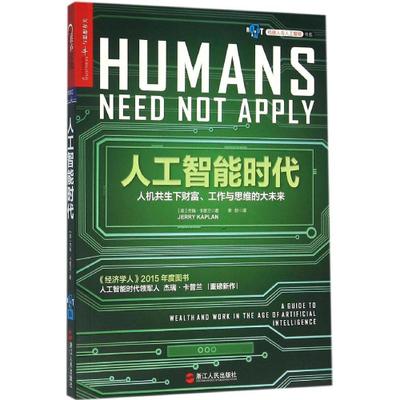 HUMANS
NEED NOT APPLY
人工智能时代
人机共生下财富、工作与思维的大未来
JERRY KAPLAN
《经济学人》2015年度图书
人工智能时代领军人 杰瑞·卡普兰 重磅新作
A GUIDE TO
WEALTH AND WORK IN THE AGE OF ARTIFICIAL
INTELLIGENCE
浙江人民出版社
人工智能时代